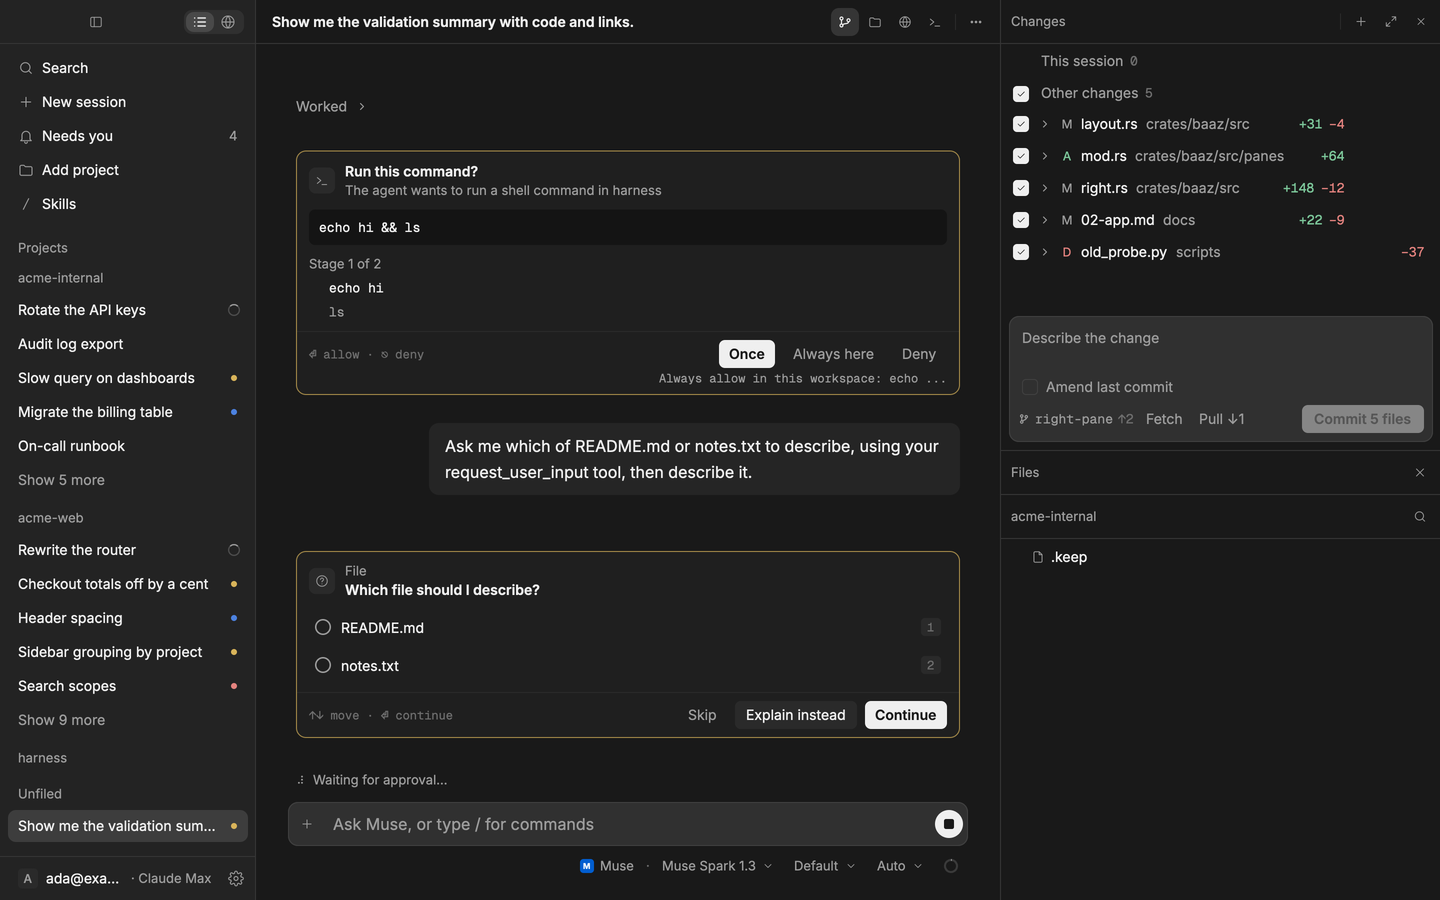 Search
New session
Needs you 4
Add project
Skills
Projects
acme-internal
Rotate the API keys
Audit log export
Slow query on dashboards
Migrate the billing table
On-call runbook
Show 5 more
acme-web
Rewrite the router
Checkout totals off by a cent
Header spacing
Sidebar grouping by project
Search scopes
Show 9 more
harness
Unfiled
Show me the validation sum...
A ada@exa... · Claude Max
Show me the validation summary with code and links.
Worked
Run this command?
The agent wants to run a shell command in harness
echo hi && ls
Stage 1 of 2
echo hi
ls
allow · deny
Once Always here Deny
Always allow in this workspace: echo ...
Ask me which of README.md or notes.txt to describe, using your
request_user_input tool, then describe it.
File
Which file should I describe?
README.md 1
notes.txt 2
↑↓ move · continue
Skip Explain instead Continue
Waiting for approval...
Ask Muse, or type / for commands
M Muse · Muse Spark 1.3 Default Auto
Changes
This session 0
Other changes 5
M layout.rs crates/baaz/src +31 −4
A mod.rs crates/baaz/src/panes +64
M right.rs crates/baaz/src +148 −12
M 02-app.md docs +22 −9
D old_probe.py scripts −37
Describe the change
Amend last commit
right-pane ↑2 Fetch Pull ↓1 Commit 5 files
Files
acme-internal
.keep